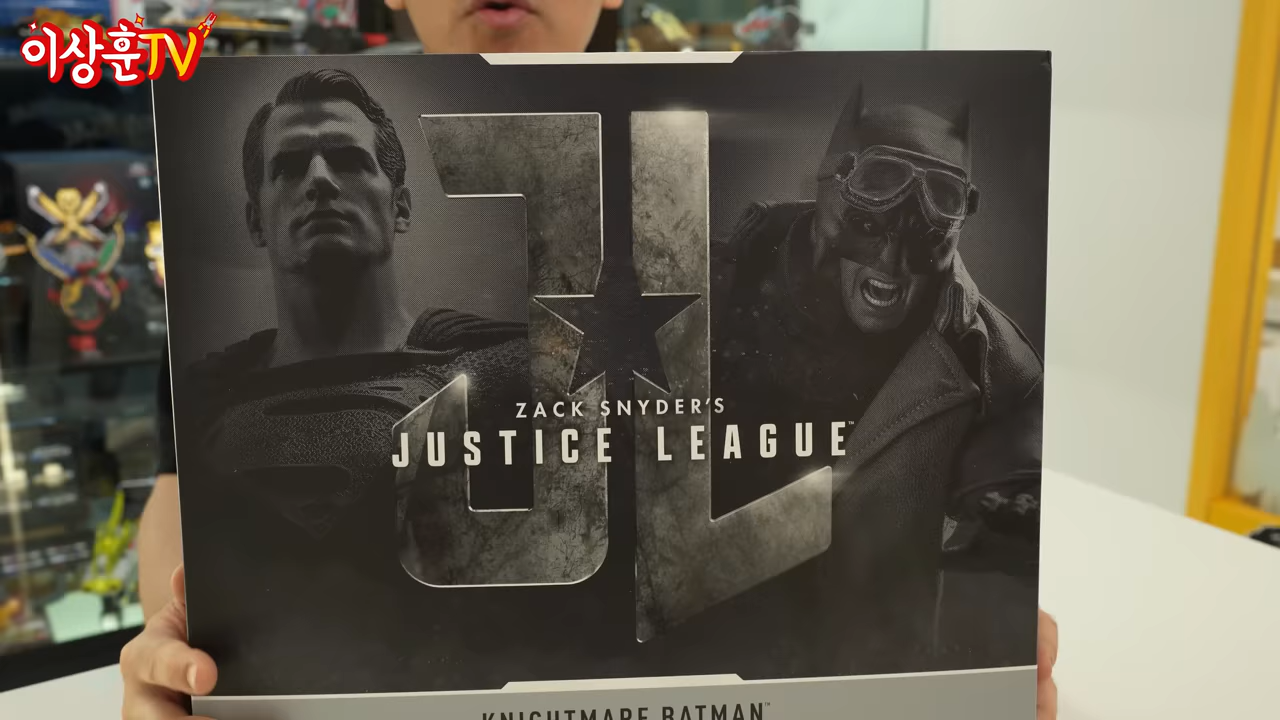 이상훈TV
JL
ZACK SNYDER'S
JUSTICE LEAGUE™
KNIGHTMARE BATMAN™